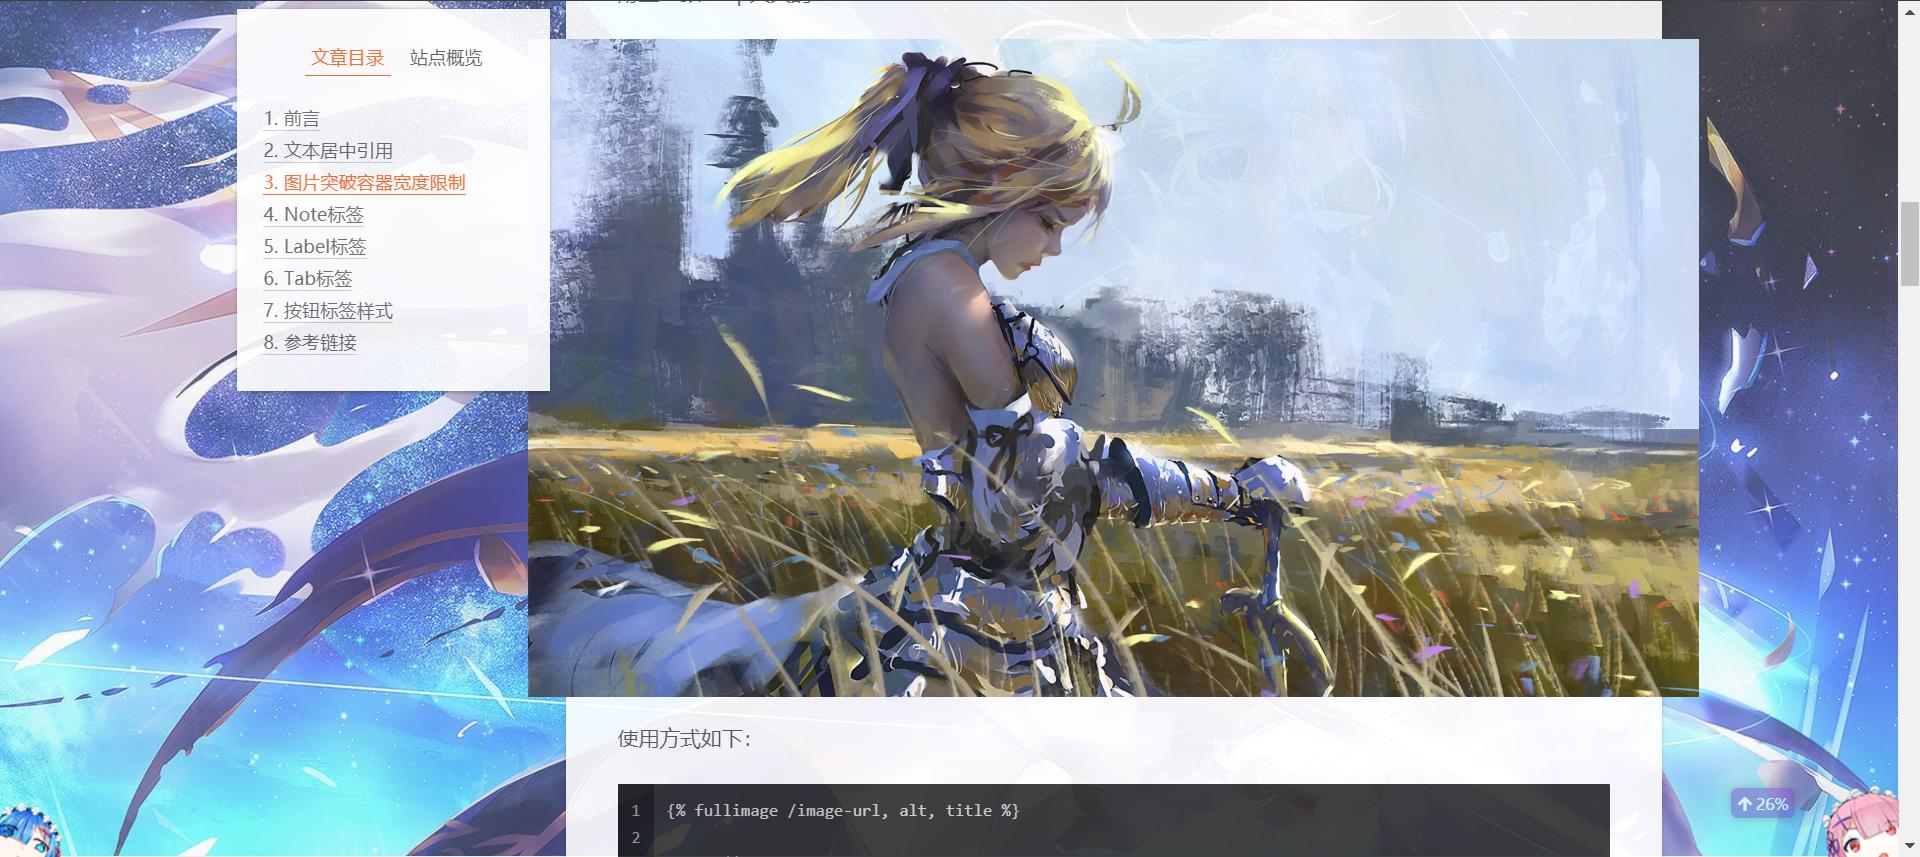 文章目录 站点概览
1. 前言
2. 文本居中引用
3. 图片突破容器宽度限制
4. Note标签
5. Label标签
6. Tab标签
7. 按钮标签样式
8. 参考链接
使用方式如下：
1 {% fullimage /image-url, alt, title %}
2
26%